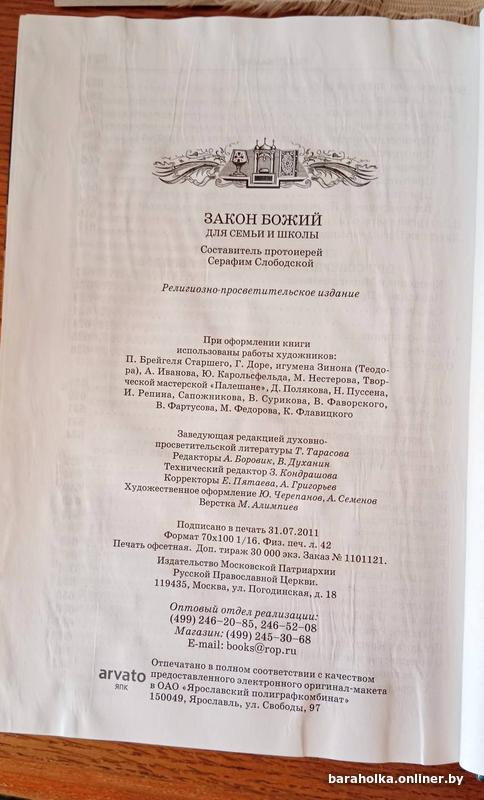 ЗАКОН БОЖИЙ
ДЛЯ СЕМЬИ И ШКОЛЫ
Составитель протоиерей
Серафим Слободской
Религиозно-просветительское издание
При оформлении книги
использованы работы художников:
П. Брейгеля Старшего, Г. Доре, игумена Зинона (Теодо-
ра), А. Иванова, Ю. Карольсфельда, М. Нестерова, Твор-
ческой мастерской «Палешане», Д. Полякова, Н. Пуссена,
И. Репина, Сапожникова, В. Сурикова, В. Фаворского,
В. Фартусова, М. Федорова, К. Флавицкого
Заведующая редакцией духовно-
просветительской литературы Т. Тарасова
Редакторы А. Боровик, В. Духанин
Технический редактор З. Кондрашова
Корректоры Е. Пятаева, А. Григорьев
Художественное оформление Ю. Черепанов, А. Семенов
Верстка М. Алимпиев
Подписано в печать 31.07.2011
Формат 70х100 1/16. Физ. печ. л. 42
Печать офсетная. Доп. тираж 30 000 экз. Заказ № 1101121.
Издательство Московской Патриархии
Русской Православной Церкви.
119435, Москва, ул. Погодинская, д. 18
Оптовый отдел реализации:
(499) 246–20–85, 246–52–08
Магазин: (499) 245–30–68
E-mail: books@rop.ru
arvato
ЯПК
Отпечатано в полном соответствии с качеством
предоставленного электронного оригинал-макета
в ОАО «Ярославский полиграфкомбинат»
150049, Ярославль, ул. Свободы, 97
baraholka.onliner.by